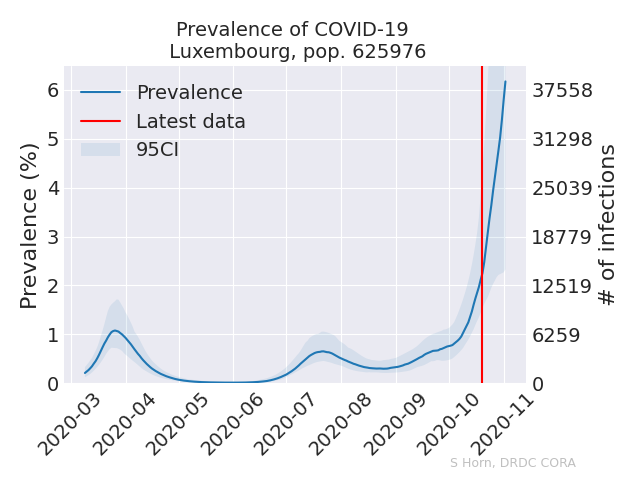 Prevalence of COVID-19
Luxembourg, pop. 625976
Prevalence
Latest data
95CI
Prevalence (%)
6
5
4
3
2
1
0
37558
31298
25039
18779
12519
6259
0
# of infections
2020-03
2020-04
2020-05
2020-06
2020-07
2020-08
2020-09
2020-10
2020-11
S Horn, DRDC CORA